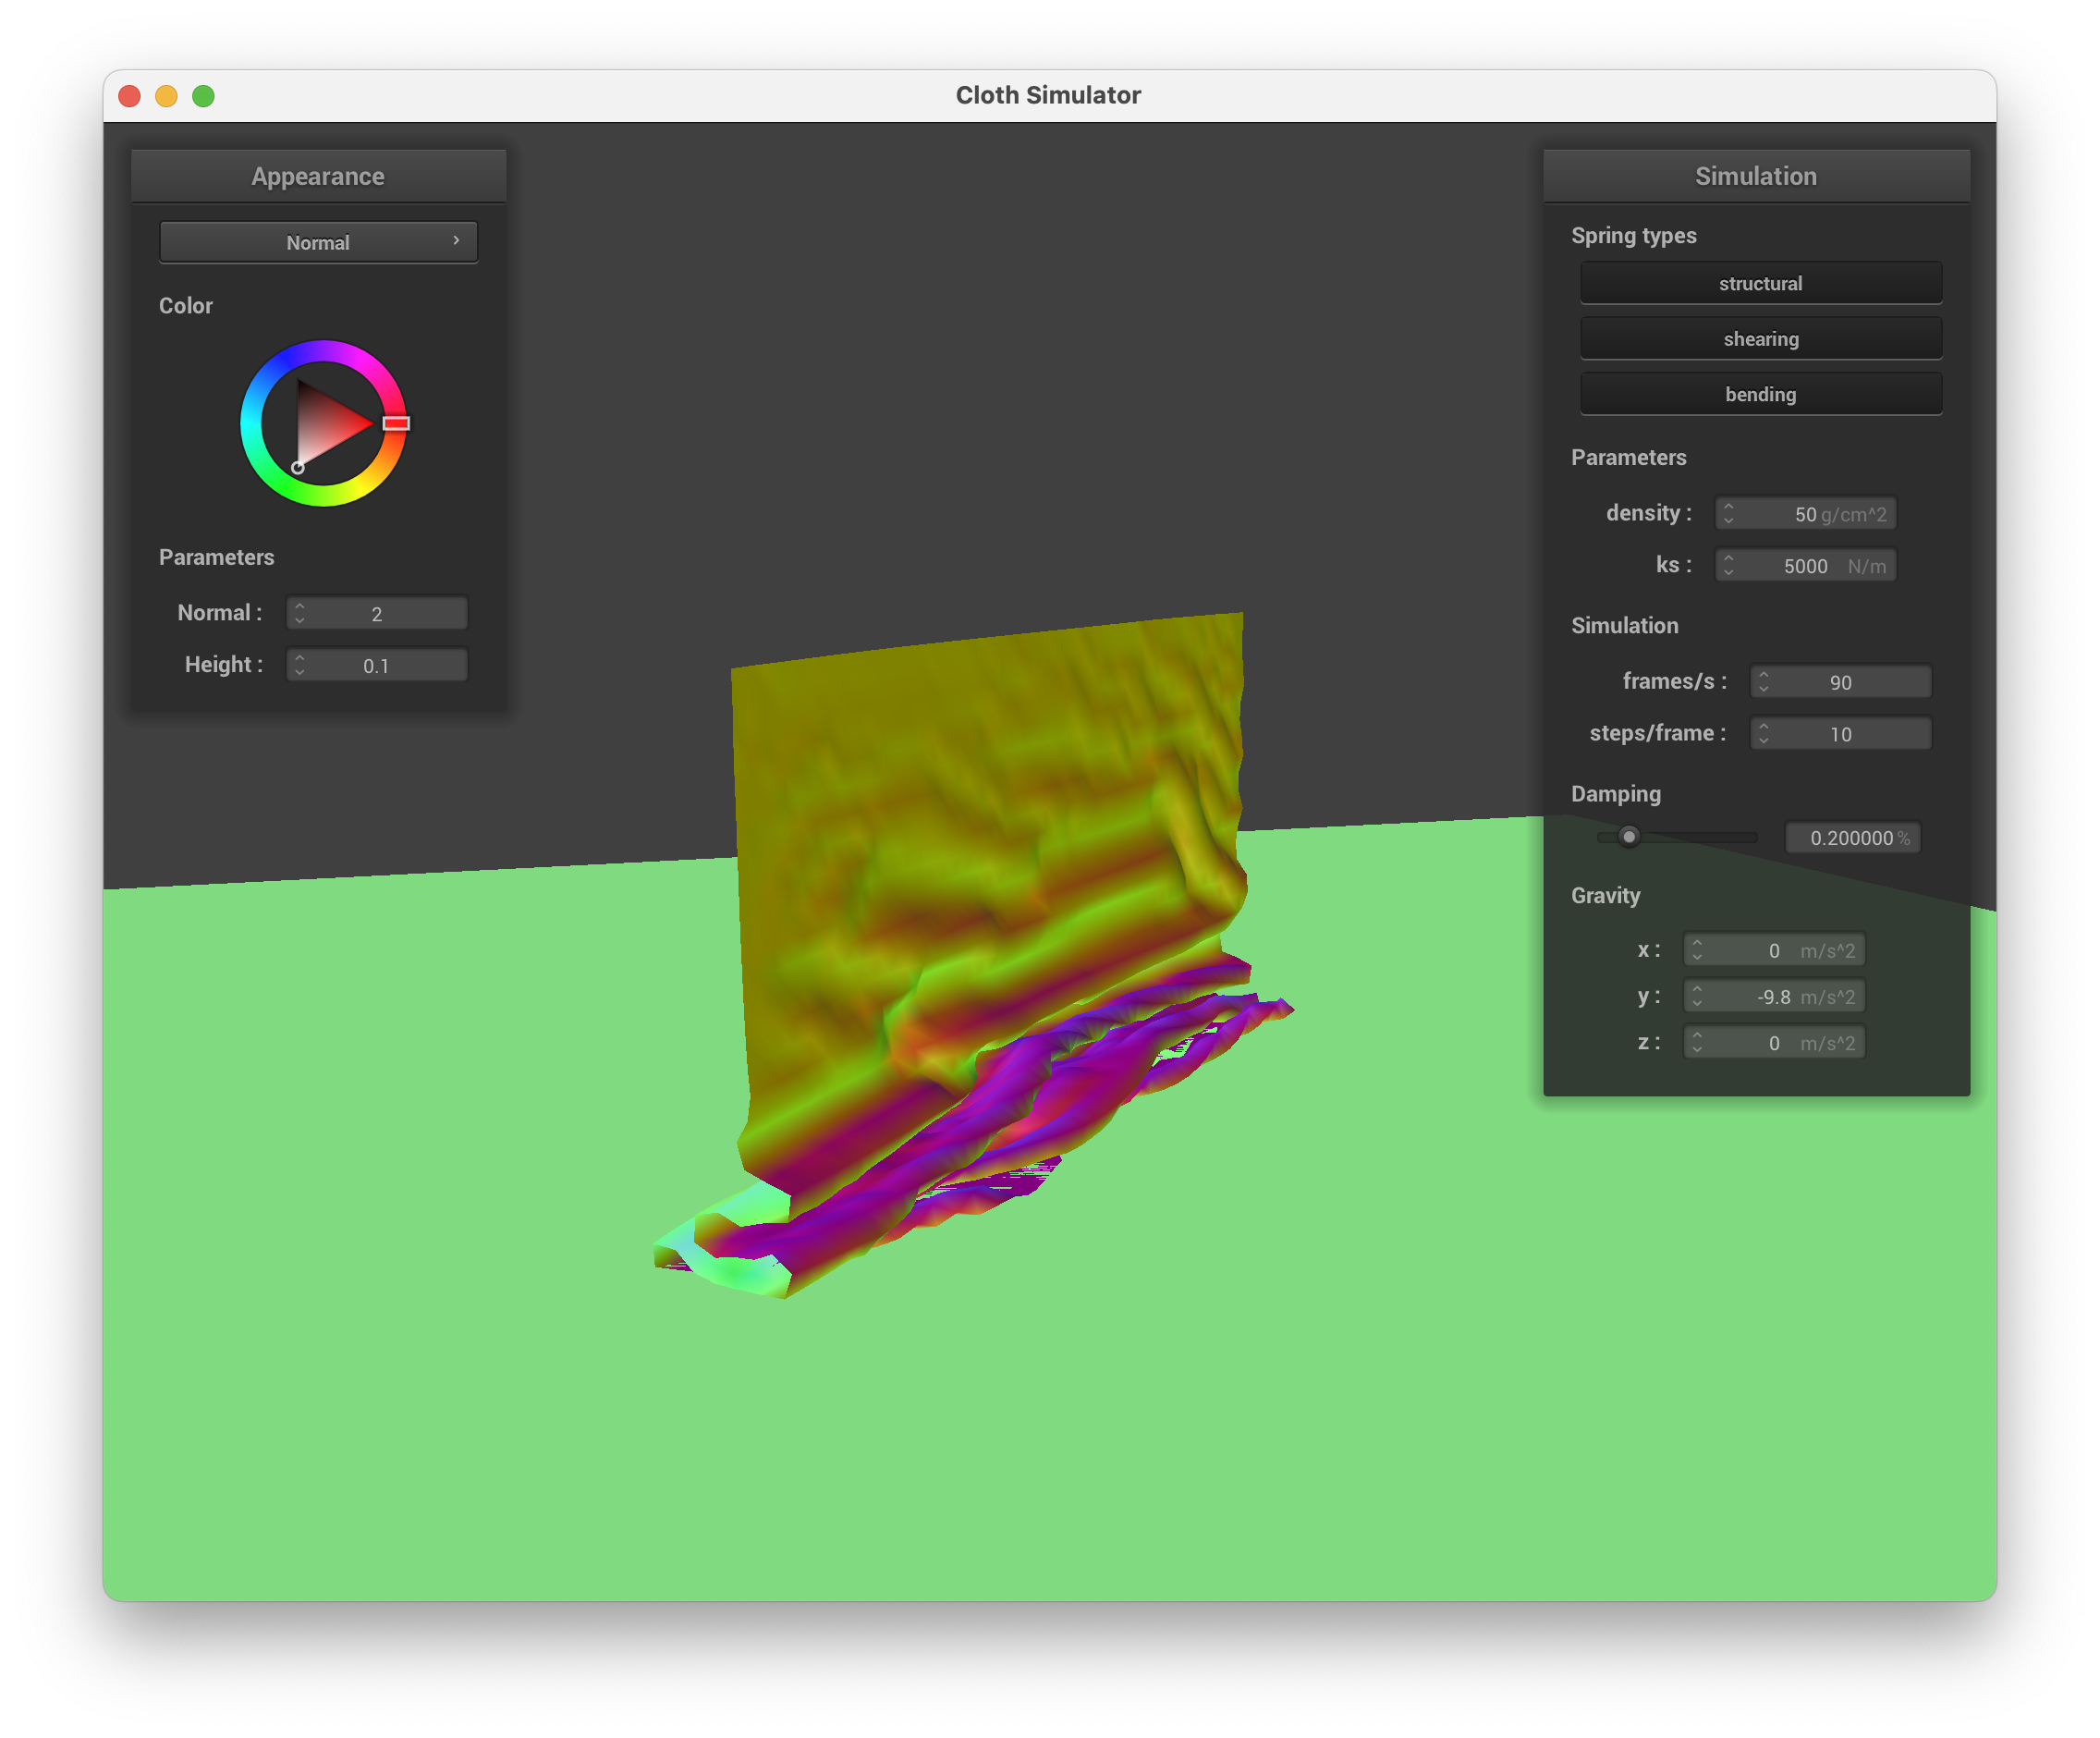 Cloth Simulator
Appearance
Normal
Color
Parameters
Normal : 2
Height : 0.1
Simulation
Spring types
structural
shearing
bending
Parameters
density : 50 g/cm^2
ks : 5000 N/m
Simulation
frames/s : 90
steps/frame : 10
Damping
0.200000 %
Gravity
x : 0 m/s^2
y : -9.8 m/s^2
z : 0 m/s^2